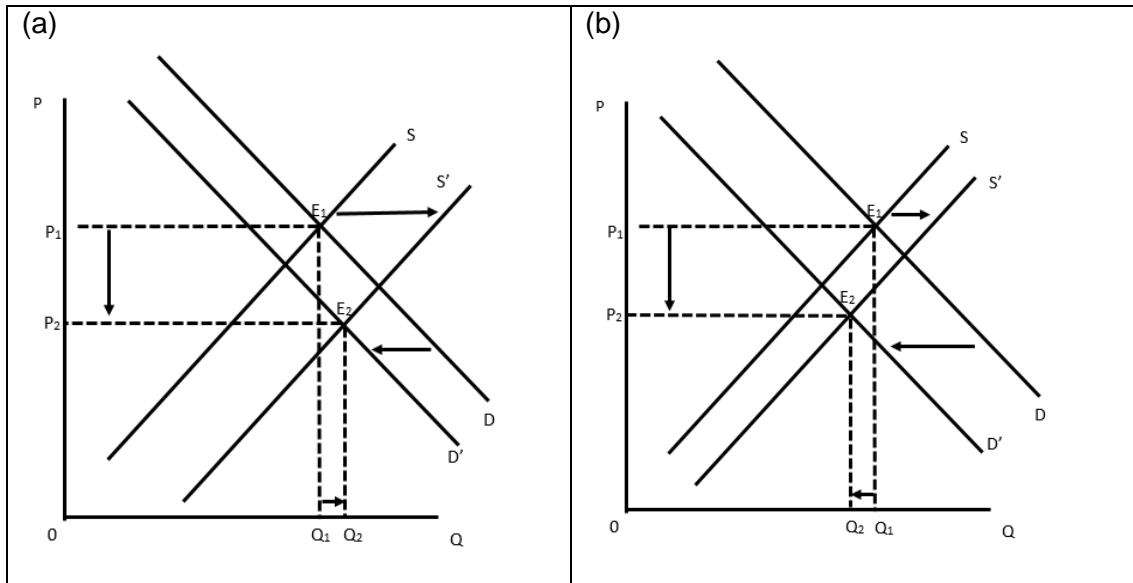 (a)
P
S
S'
E₁
P₁
E₂
P₂
D
D'
0
Q₁
Q₂
Q
(b)
P
S
S'
E₁
P₁
E₂
P₂
D
D'
0
Q₂
Q₁
Q